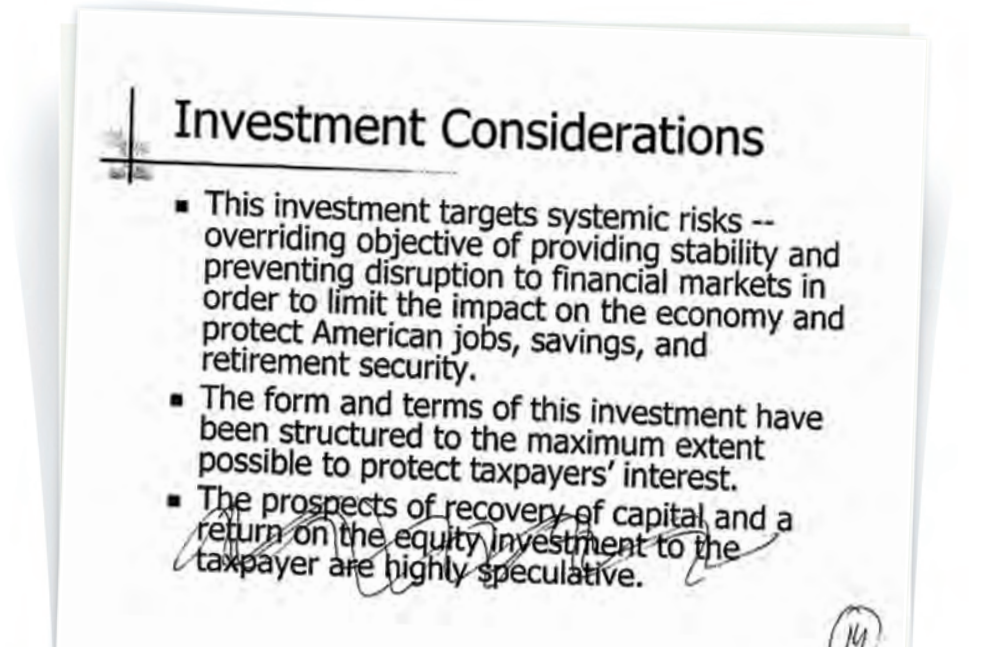 Investment Considerations
▪ This investment targets systemic risks --
overriding objective of providing stability and
preventing disruption to financial markets in
order to limit the impact on the economy and
protect American jobs, savings, and
retirement security.
▪ The form and terms of this investment have
been structured to the maximum extent
possible to protect taxpayers' interest.
▪ The prospects of recovery of capital and a
return on the equity investment to the
taxpayer are highly speculative.
14